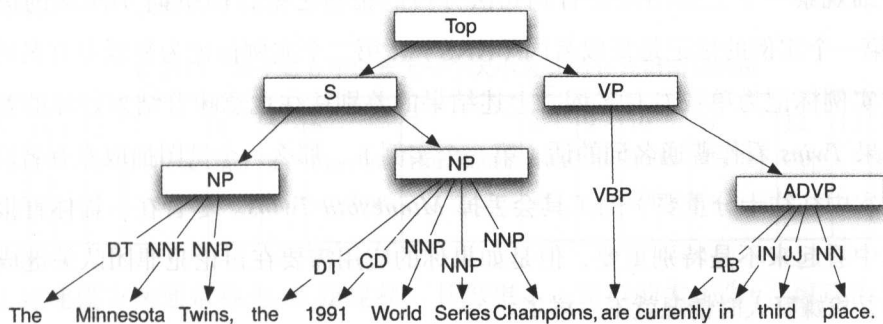 Top
S VP
NP NP VBP ADVP
DT NNF NNP DT CD NNP NNP NNP RB IN JJ NN
The Minnesota Twins, the 1991 World Series Champions, are currently in third place.